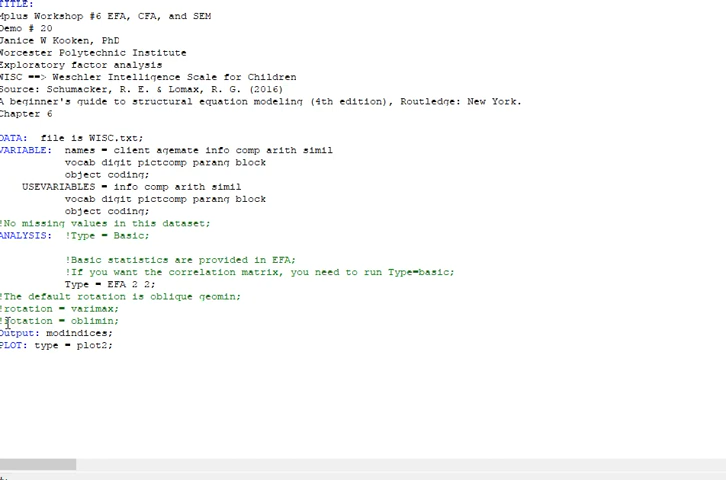 TITLE:
Mplus Workshop #6 EFA, CFA, and SEM
Demo # 20
Janice W Kooken, PhD
Worcester Polytechnic Institute
Exploratory factor analysis
WISC ==> Weschler Intelligence Scale for Children
Source: Schumacker, R. E. & Lomax, R. G. (2016)
A beginner's guide to structural equation modeling (4th edition), Routledge: New York.
Chapter 6
DATA: file is WISC.txt;
VARIABLE: names = client agemate info comp arith simil
vocab digit pictcomp parang block
object coding;
USEVARIABLES = info comp arith simil
vocab digit pictcomp parang block
object coding;
!No missing values in this dataset;
ANALYSIS: !Type = Basic;
!Basic statistics are provided in EFA;
!If you want the correlation matrix, you need to run Type=basic;
Type = EFA 2 2;
!The default rotation is oblique geomin;
!rotation = varimax;
!rotation = oblimin;
Output: modindices;
PLOT: type = plot2;